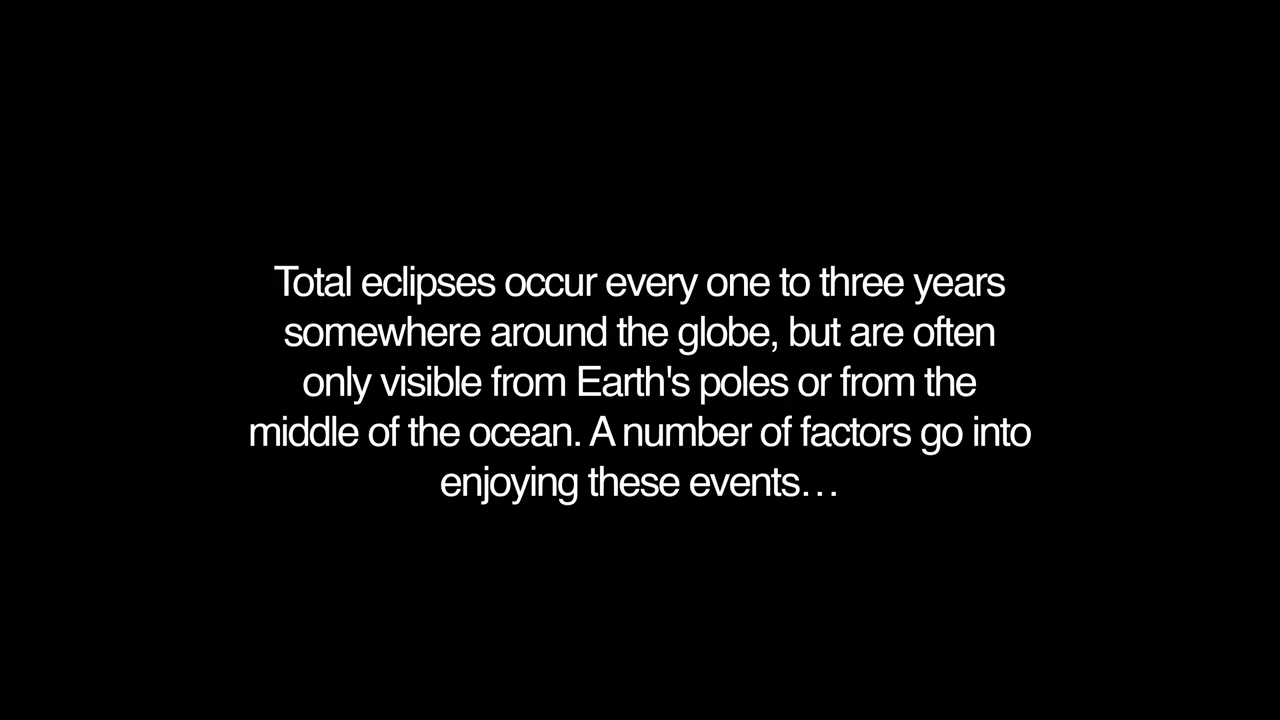 Total eclipses occur every one to three years
somewhere around the globe, but are often
only visible from Earth's poles or from the
middle of the ocean. A number of factors go into
enjoying these events…